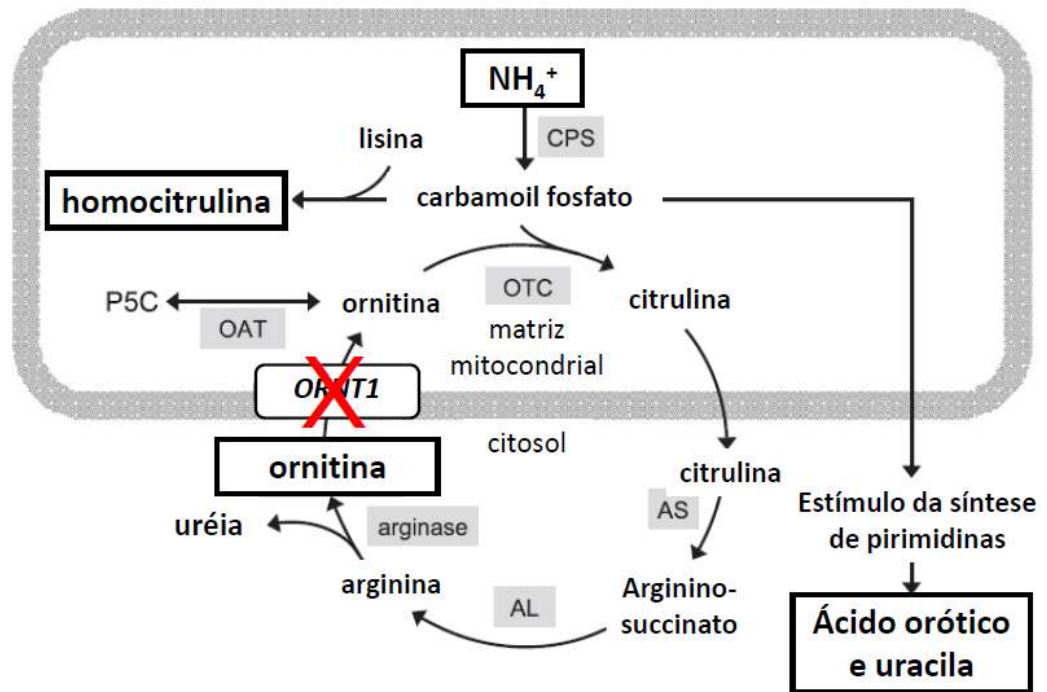 NH₄⁺
CPS
lisina
homocitrulina
carbamoil fosfato
P5C
OAT
ornitina
OTC
citrulina
matriz
mitocondrial
ORNT1
citosol
ornitina
citrulina
uréia
arginase
AS
Estímulo da síntese
de pirimidinas
arginina
AL
Arginino-
succinato
Ácido orótico
e uracila